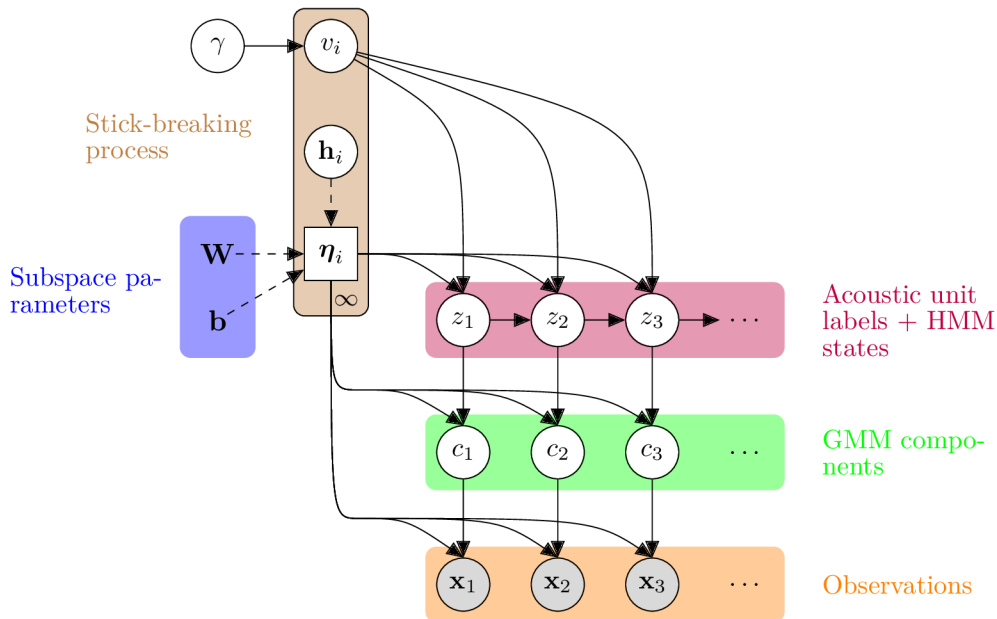 γ
v_i
Stick-breaking
process
h_i
W
η_i
Subspace pa-
rameters
b
∞
z_1 z_2 z_3 ···
Acoustic unit
labels + HMM
states
c_1 c_2 c_3 ···
GMM compo-
nents
x_1 x_2 x_3 ···
Observations